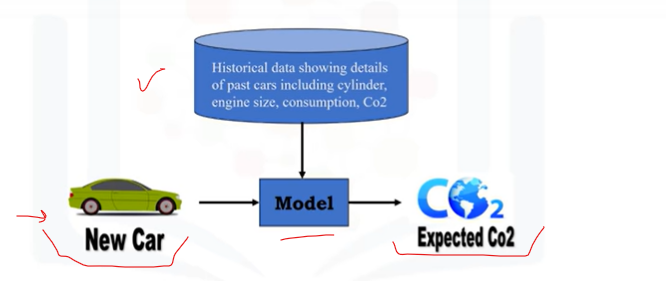 Historical data showing details
of past cars including cylinder,
engine size, consumption, Co2
Model
New Car
CO2
Expected Co2